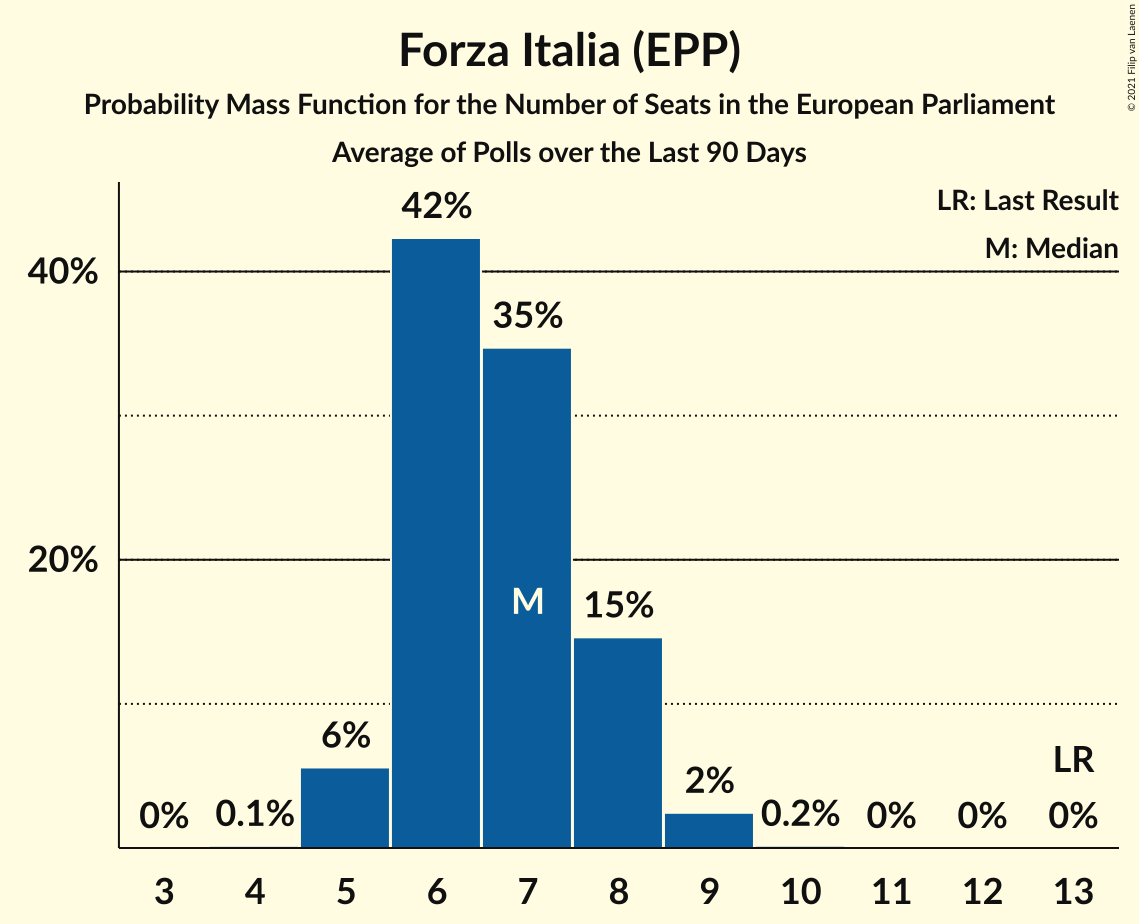 Forza Italia (EPP)
Probability Mass Function for the Number of Seats in the European Parliament
Average of Polls over the Last 90 Days
© 2021 Filip van Laenen
LR: Last Result
M: Median
42%
40%
35%
20%
M
15%
6%
2%
LR
0%
0.1%
0.2%
0%
0%
0%
3 4 5 6 7 8 9 10 11 12 13